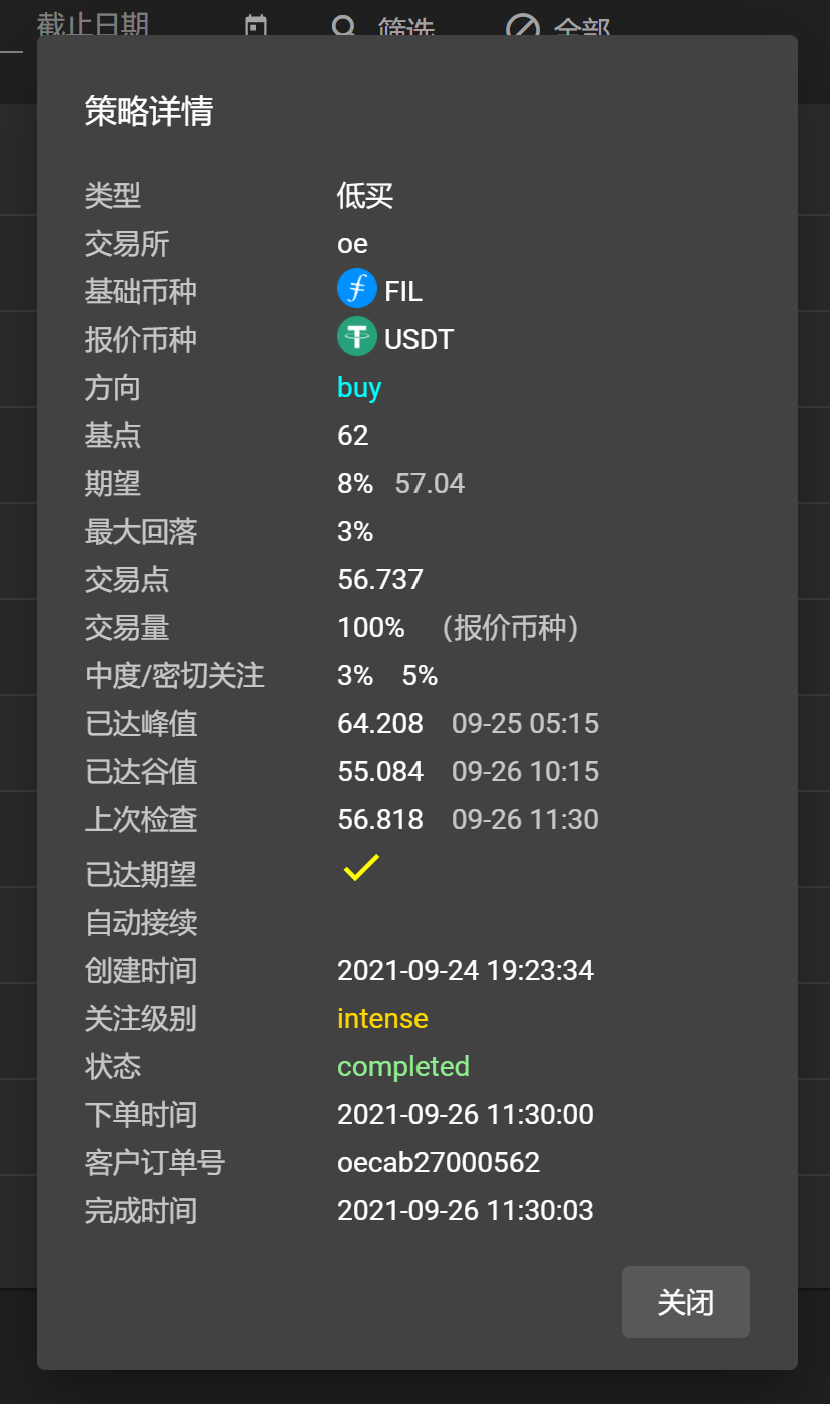 截止日期 筛选 全部
策略详情
类型 低买
交易所 oe
基础币种 FIL
报价币种 USDT
方向 buy
基点 62
期望 8% 57.04
最大回落 3%
交易点 56.737
交易量 100% （报价币种）
中度/密切关注 3% 5%
已达峰值 64.208 09-25 05:15
已达谷值 55.084 09-26 10:15
上次检查 56.818 09-26 11:30
已达期望
自动接续
创建时间 2021-09-24 19:23:34
关注级别 intense
状态 completed
下单时间 2021-09-26 11:30:00
客户订单号 oecab27000562
完成时间 2021-09-26 11:30:03
关闭